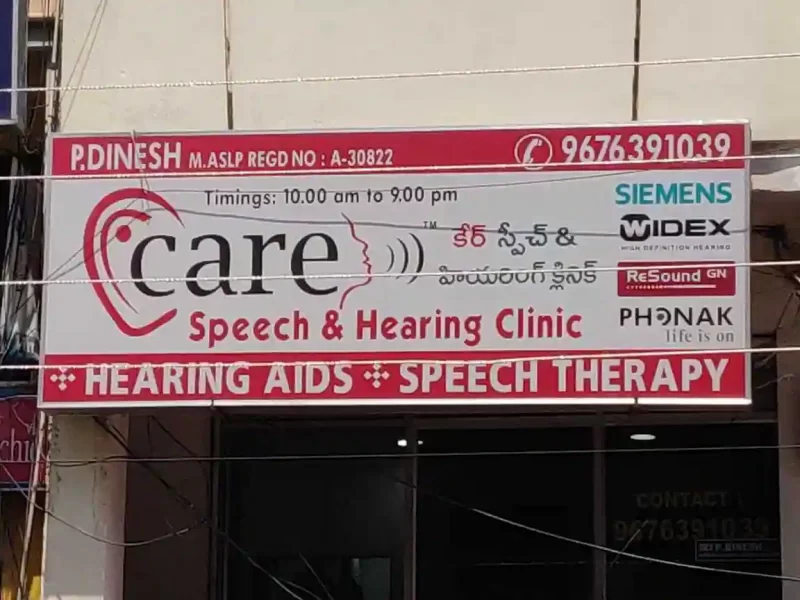 P.DINESH M.ASLP REGD NO : A-30822
9676391039
Timings: 10.00 am to 9.00 pm
care ™
కేర్ స్పీచ్ &
హియరింగ్ క్లినిక్
Speech & Hearing Clinic
SIEMENS
WIDEX
HIGH DEFINITION HEARING
ReSound GN
PHONAK
life is on
HEARING AIDS SPEECH THERAPY
CONTACT
9676391039
P.DINESH